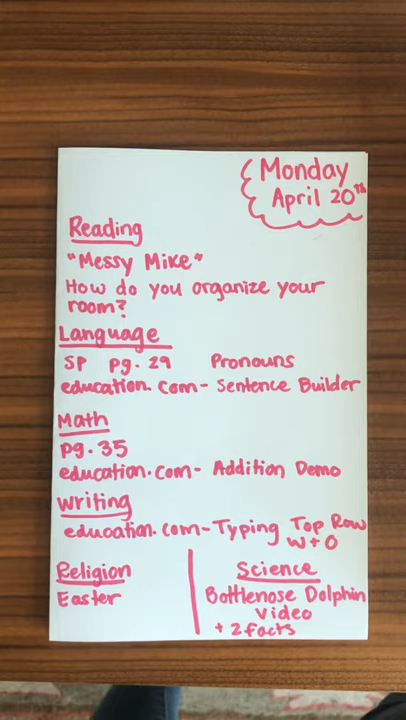 Monday
April 20th
Reading
"Messy Mike"
How do you organize your
room?
Language
SP pg. 29 Pronouns
education.com- Sentence Builder
Math
pg. 35
education.com- Addition Demo
Writing
education.com-Typing Top Row
w+O
Religion
Easter
Science
Bottlenose Dolphin
Video
+ 2 facts